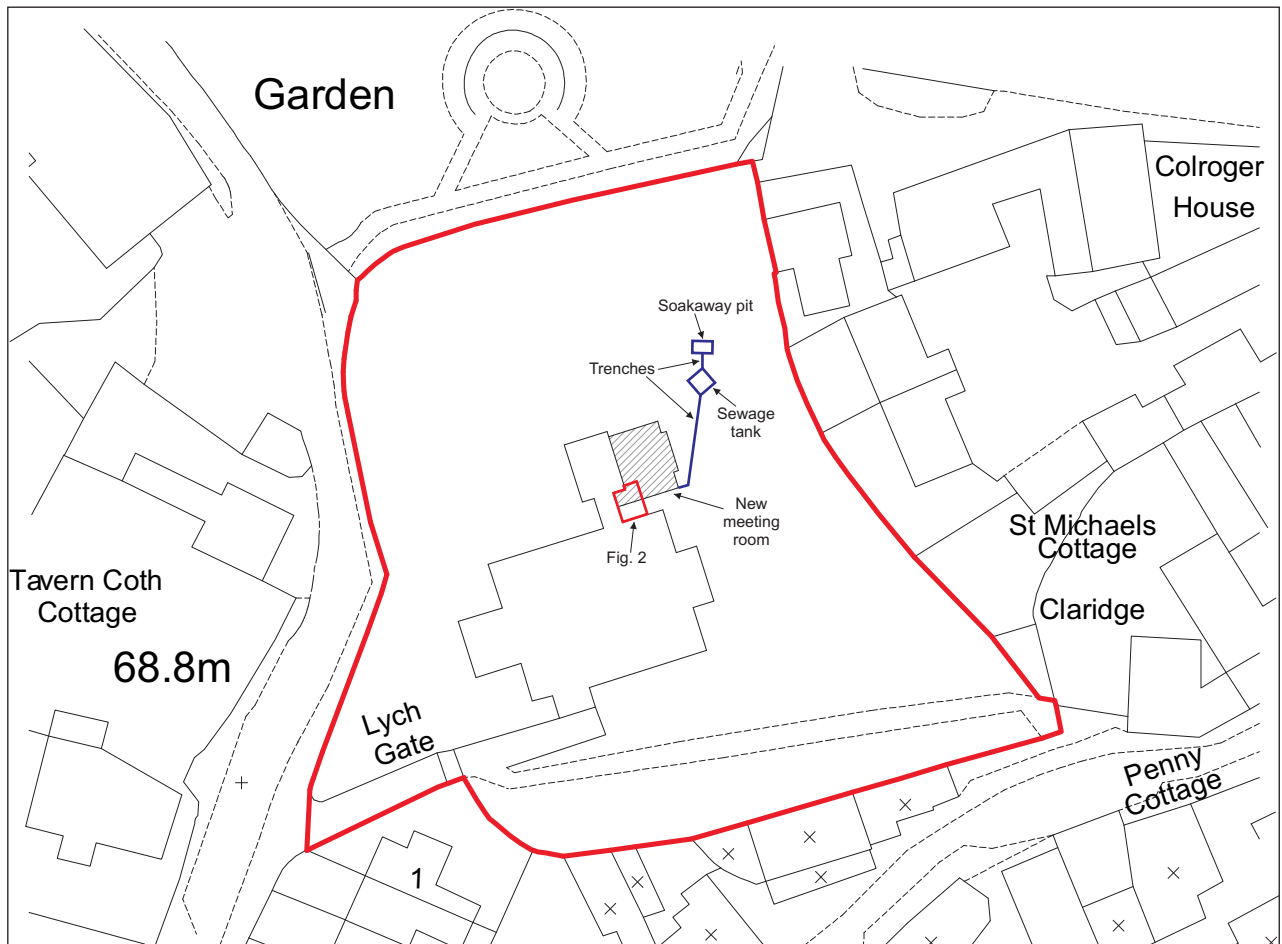 Garden
Colroger
House
Soakaway pit
Trenches
Sewage
tank
New
meeting
room
Fig. 2
St Michaels
Cottage
Claridge
Tavern Coth
Cottage
68.8m
Lych
Gate
Penny
Cottage
1